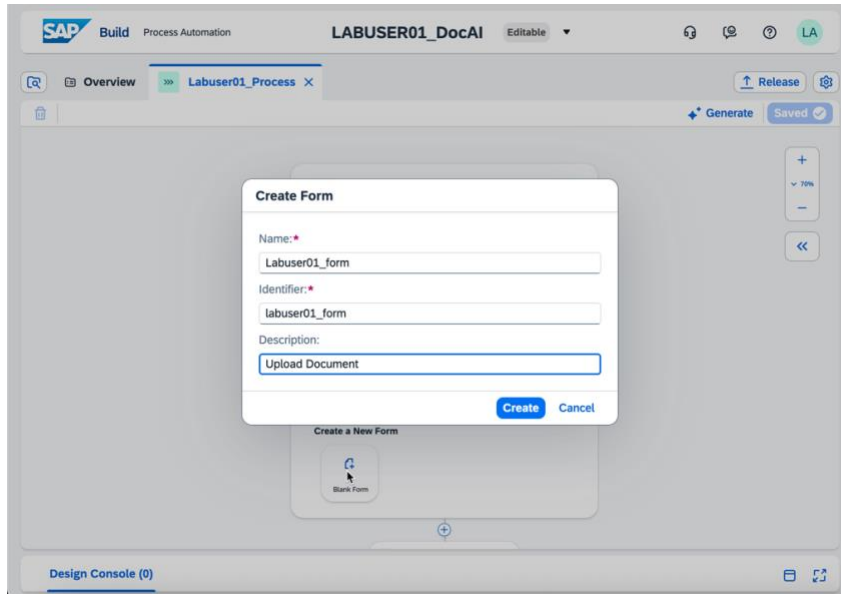 SAP Build Process Automation LABUSER01_DocAI Editable LA
Overview Labuser01_Process Release
Generate Saved
70%
Create Form
Name:*
Labuser01_form
Identifier:*
labuser01_form
Description:
Upload Document
Create Cancel
Create a New Form
Blank Form
Design Console (0)